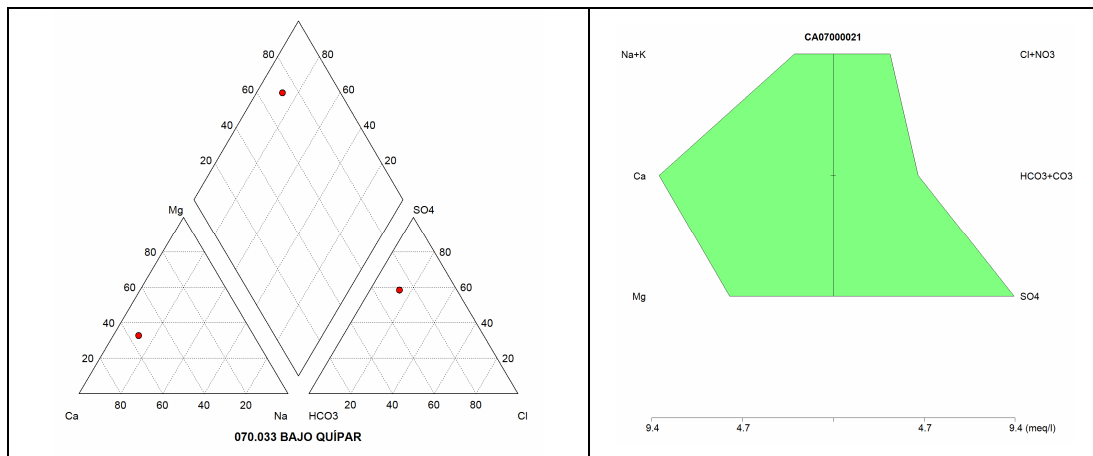 80 80
60 60
40 40
20 20
Mg SO4
80 80
60 60
40 40
20 20
80 60 40 20 20 40 60 80
Ca Na HCO3 Cl
070.033 BAJO QUÍPAR
CA07000021
Na+K Cl+NO3
Ca HCO3+CO3
Mg SO4
9.4 4.7 4.7 9.4 (meq/l)